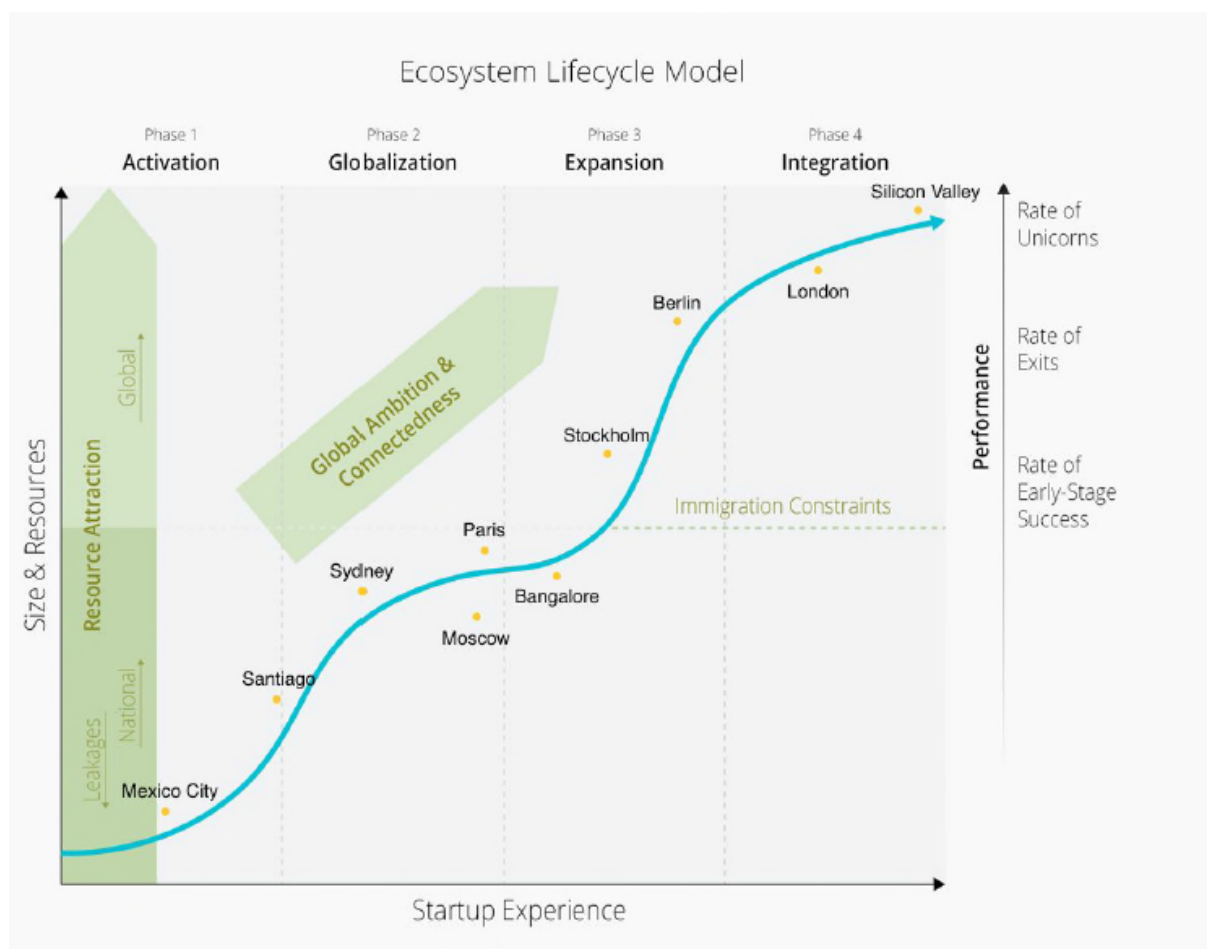 Ecosystem Lifecycle Model
Phase 1
Activation
Phase 2
Globalization
Phase 3
Expansion
Phase 4
Integration
Silicon Valley
London
Berlin
Stockholm
Immigration Constraints
Paris
Sydney
Bangalore
Moscow
Santiago
Mexico City
Global Ambition &
Connectedness
Global
Resource Attraction
National
Leakages
Size & Resources
Startup Experience
Performance
Rate of
Unicorns
Rate of
Exits
Rate of
Early-Stage
Success